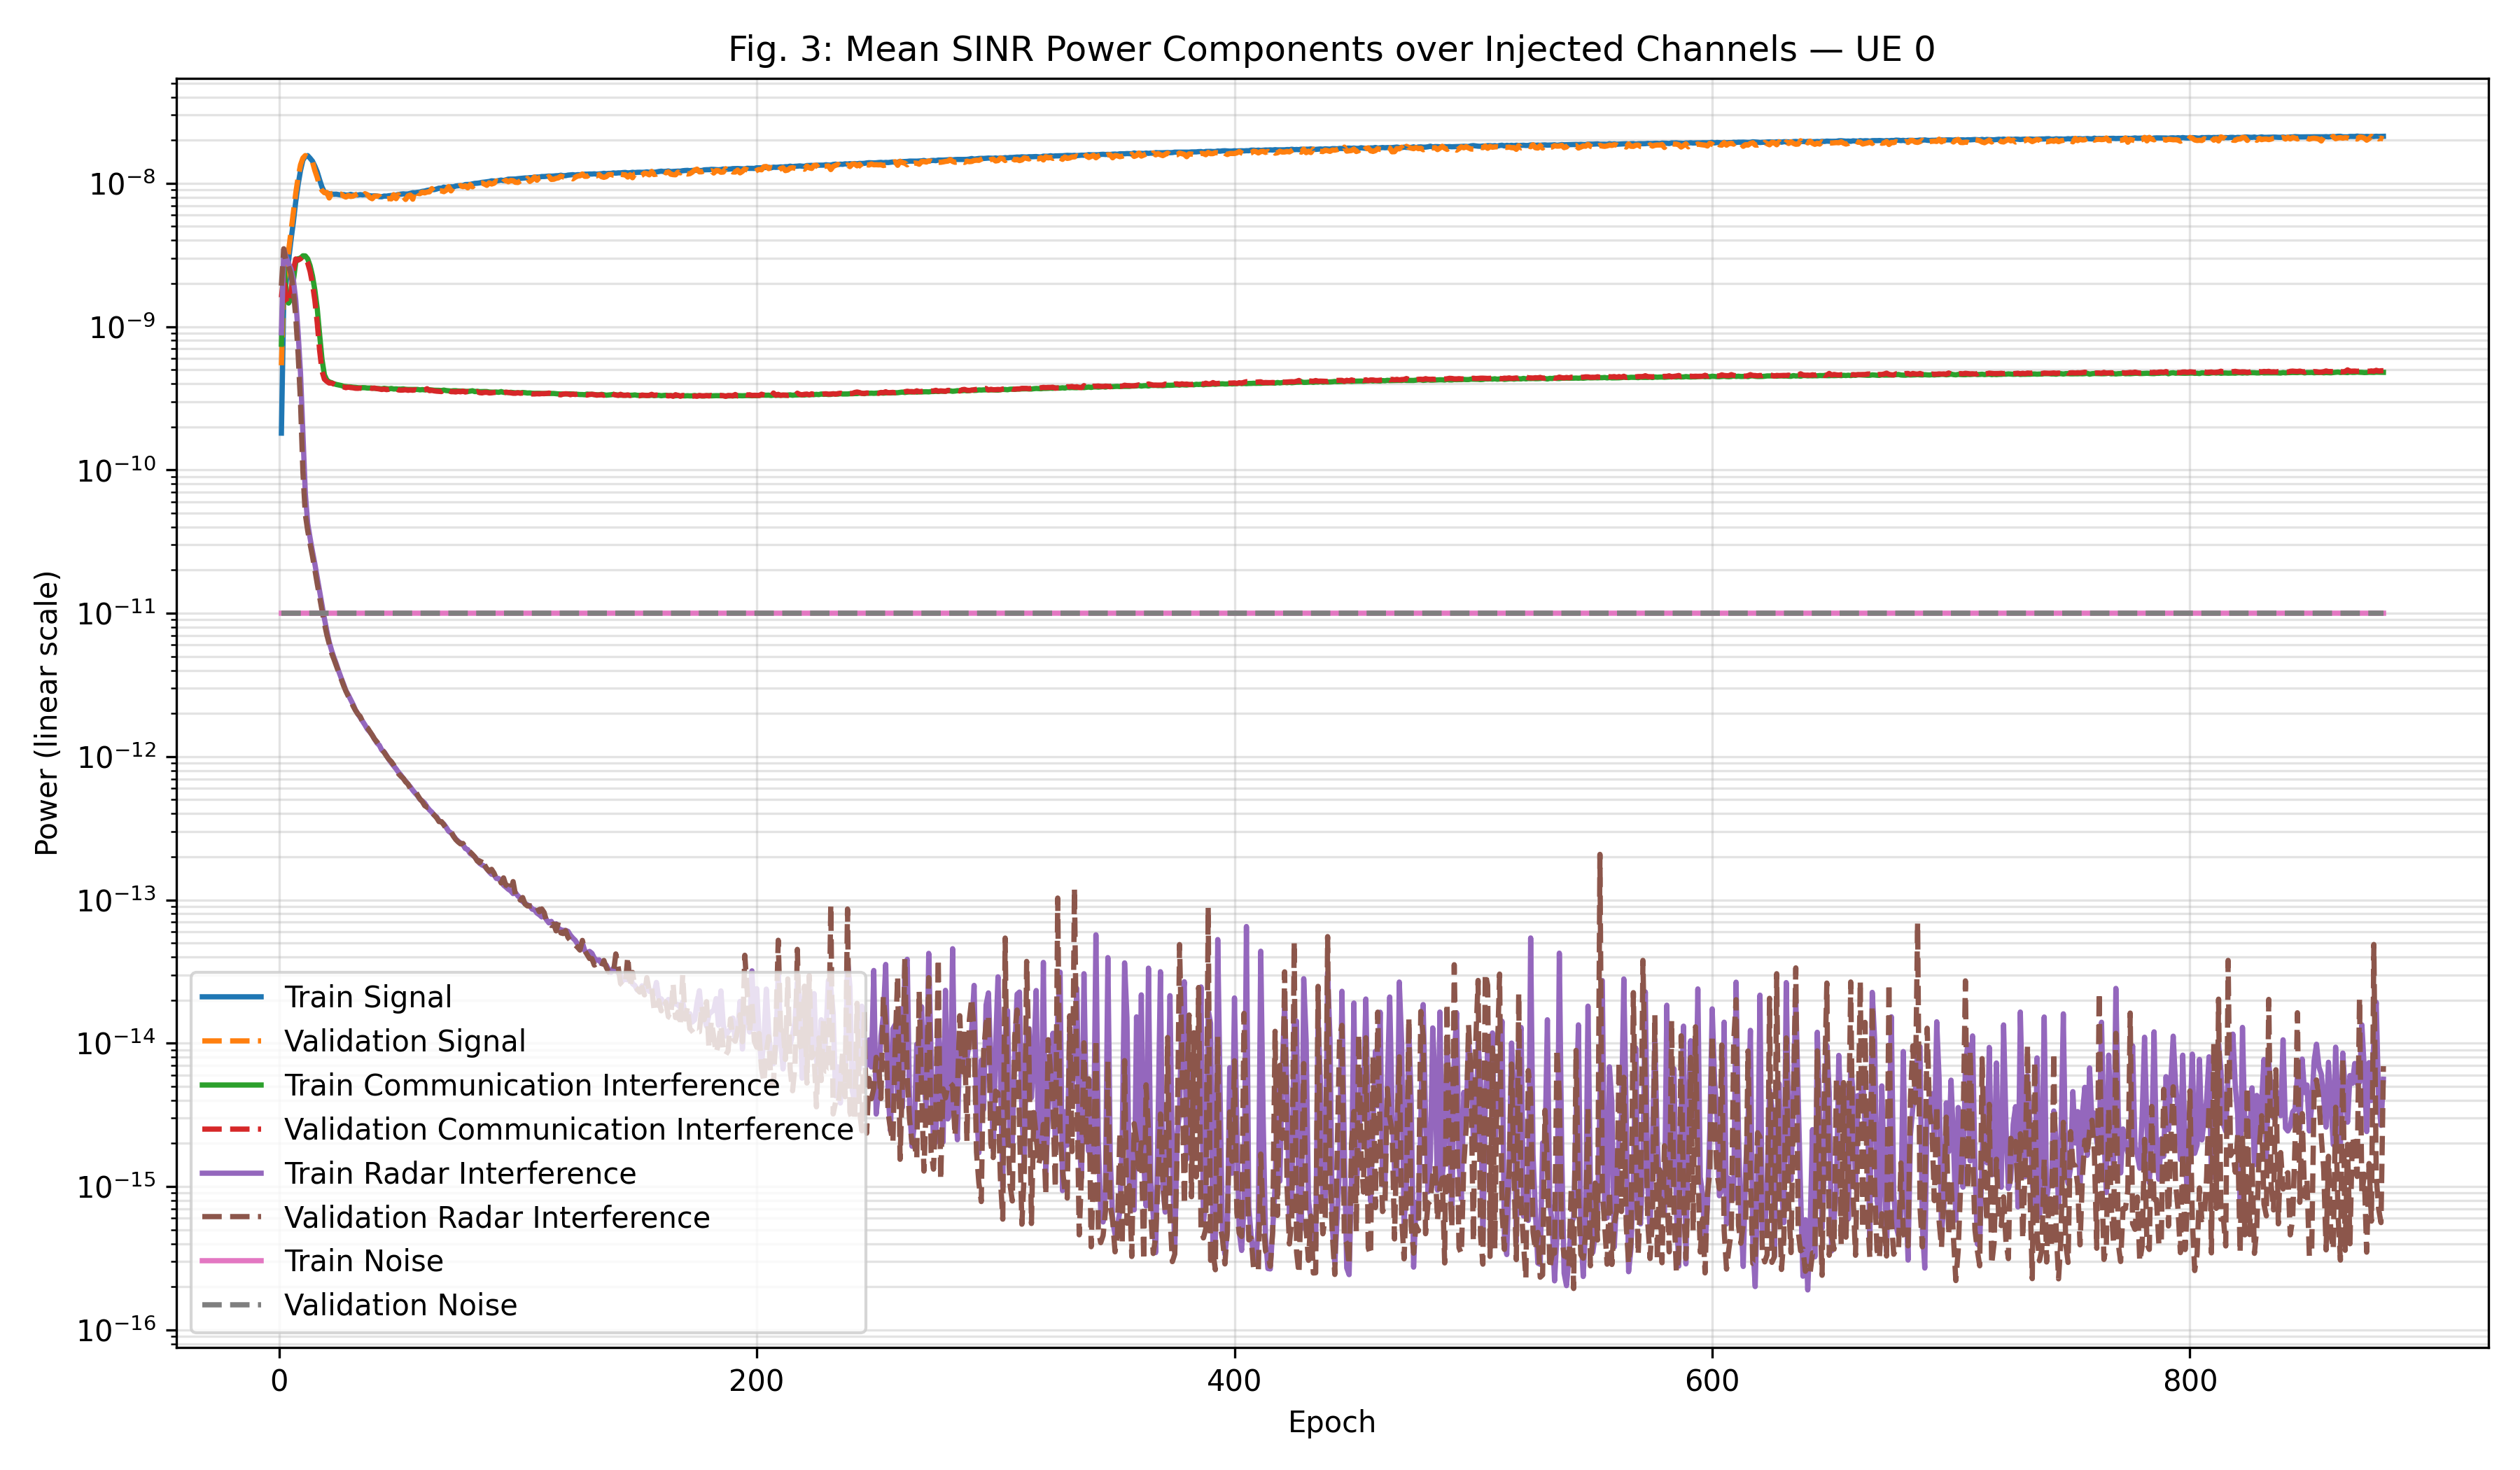 Fig. 3: Mean SINR Power Components over Injected Channels — UE 0
Power (linear scale)
10⁻⁸
10⁻⁹
10⁻¹⁰
10⁻¹¹
10⁻¹²
10⁻¹³
10⁻¹⁴
10⁻¹⁵
10⁻¹⁶
Train Signal
Validation Signal
Train Communication Interference
Validation Communication Interference
Train Radar Interference
Validation Radar Interference
Train Noise
Validation Noise
0 200 400 600 800
Epoch